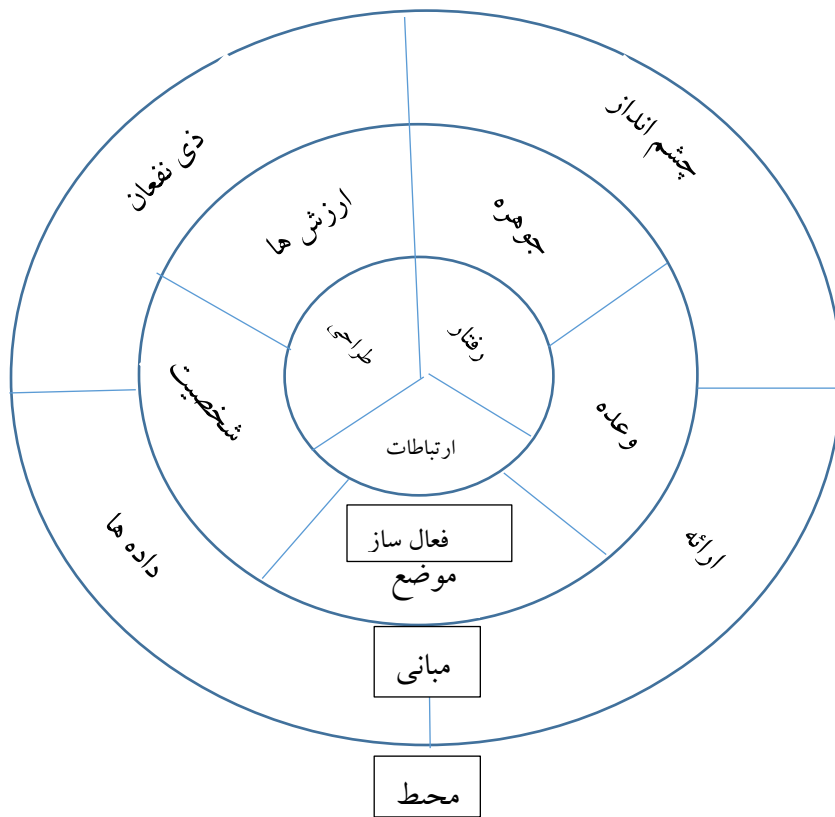 چشم انداز
ذی نفعان
ارزش ها
جوهره
طراحی
رفتار
شخصیت
وعده
ارتباطات
داده ها
ارائه
فعال ساز
موضع
مبانی
محیط